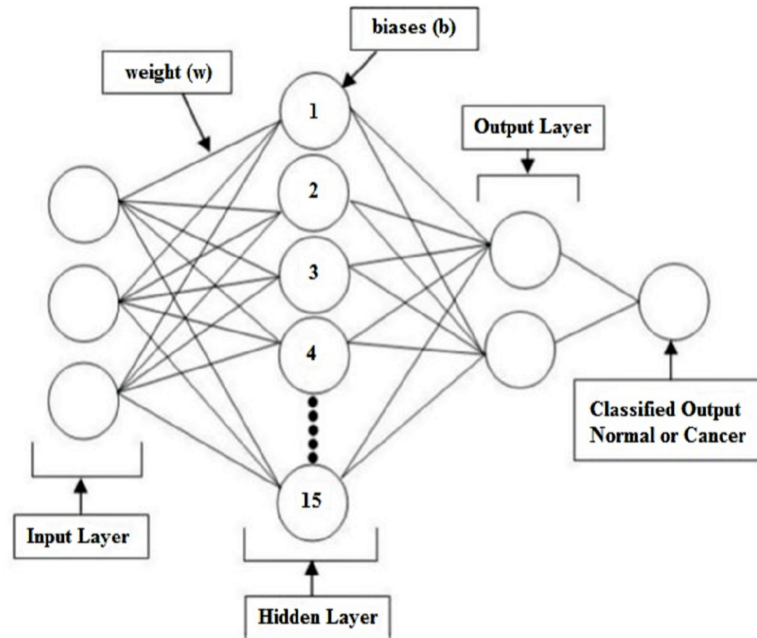 biases (b)
weight (w)
1
Output Layer
2
3
4
Classified Output
Normal or Cancer
15
Input Layer
Hidden Layer